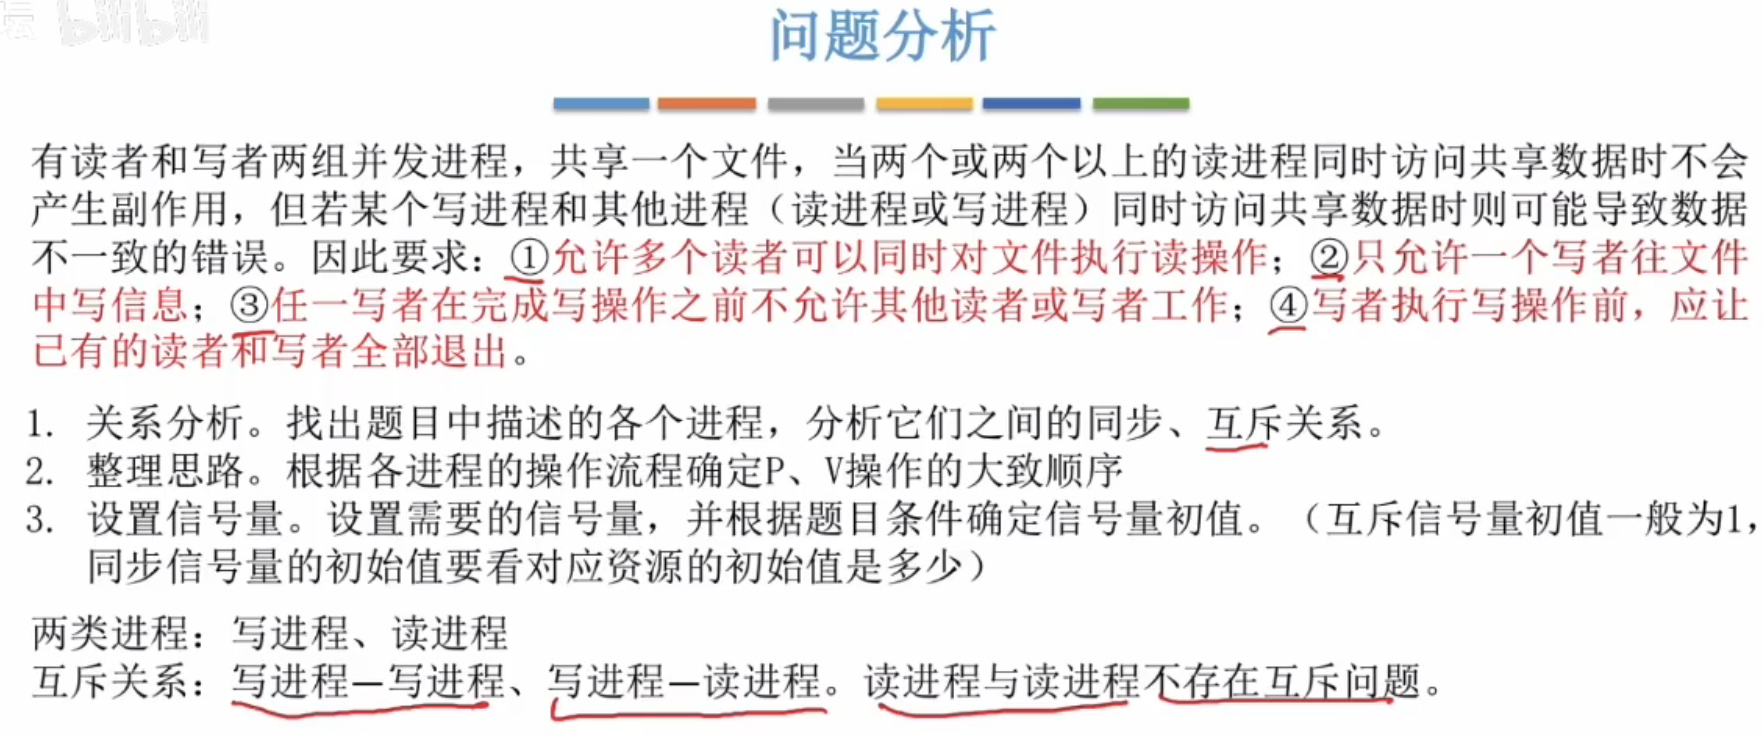 坛 bilibili
问题分析
有读者和写者两组并发进程，共享一个文件，当两个或两个以上的读进程同时访问共享数据时不会
产生副作用，但若某个写进程和其他进程（读进程或写进程）同时访问共享数据时则可能导致数据
不一致的错误。因此要求：①允许多个读者可以同时对文件执行读操作；②只允许一个写者往文件
中写信息；③任一写者在完成写操作之前不允许其他读者或写者工作；④写者执行写操作前，应让
已有的读者和写者全部退出。
1. 关系分析。找出题目中描述的各个进程，分析它们之间的同步、互斥关系。
2. 整理思路。根据各进程的操作流程确定P、V操作的大致顺序
3. 设置信号量。设置需要的信号量，并根据题目条件确定信号量初值。（互斥信号量初值一般为1，
同步信号量的初始值要看对应资源的初始值是多少）
两类进程：写进程、读进程
互斥关系：写进程—写进程、写进程—读进程。读进程与读进程不存在互斥问题。